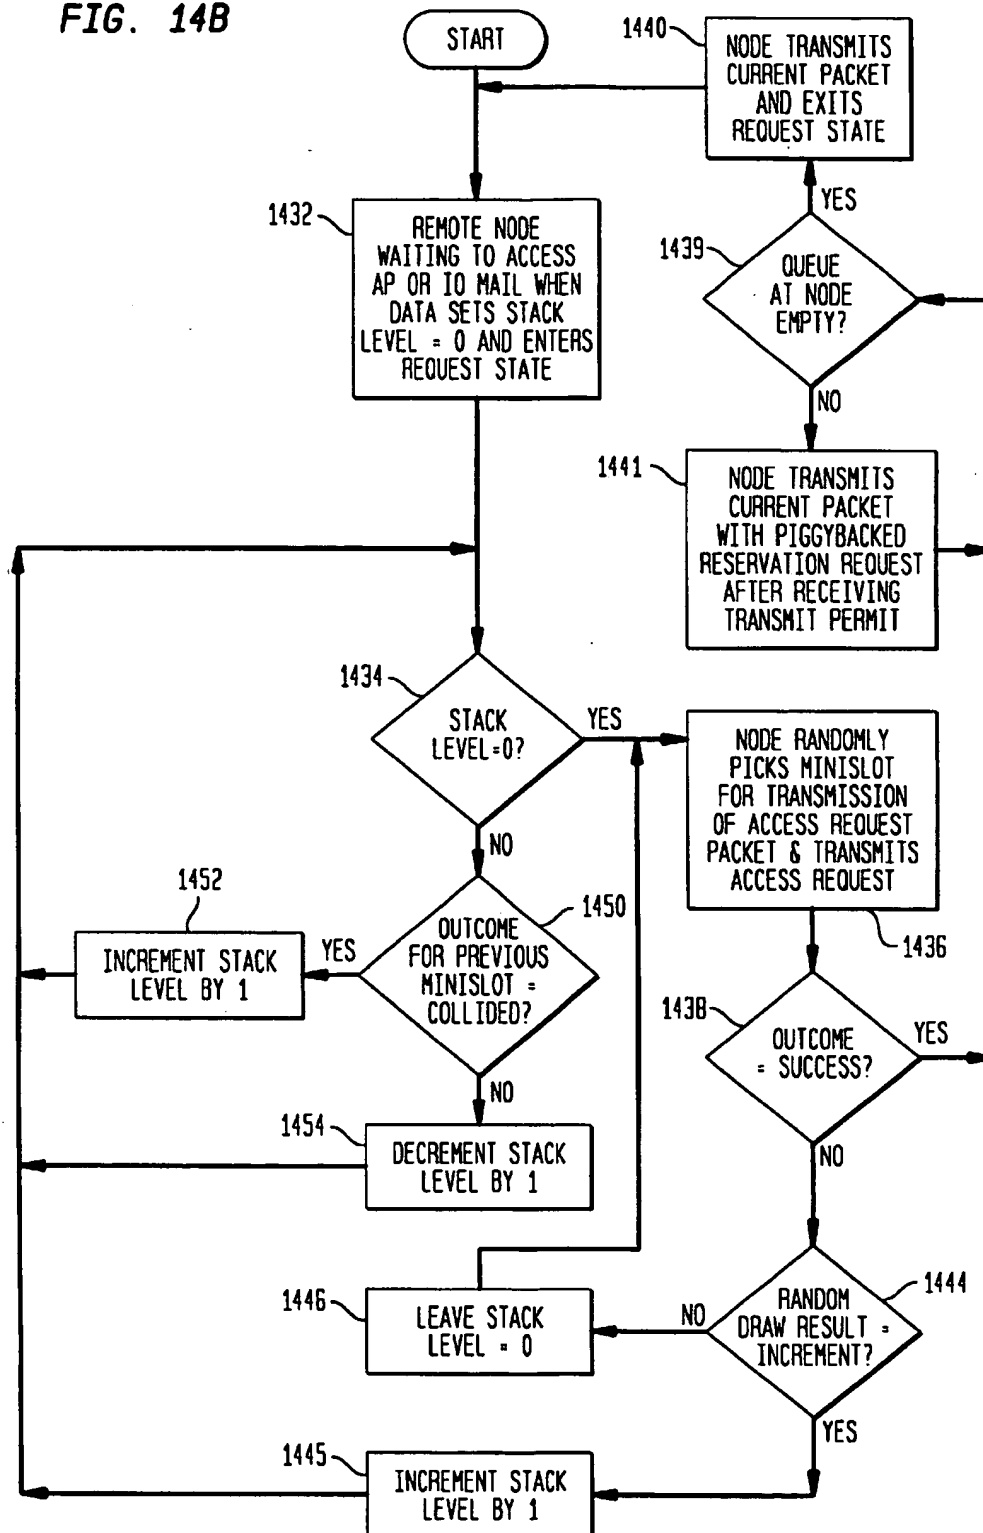 FIG. 14B
START
1440
NODE TRANSMITS
CURRENT PACKET
AND EXITS
REQUEST STATE
YES
1432
REMOTE NODE
WAITING TO ACCESS
AP OR IO MAIL WHEN
DATA SETS STACK
LEVEL = 0 AND ENTERS
REQUEST STATE
1439
QUEUE
AT NODE
EMPTY?
NO
1441
NODE TRANSMITS
CURRENT PACKET
WITH PIGGYBACKED
RESERVATION REQUEST
AFTER RECEIVING
TRANSMIT PERMIT
1434
STACK
LEVEL=0?
YES
NO
NODE RANDOMLY
PICKS MINISLOT
FOR TRANSMISSION
OF ACCESS REQUEST
PACKET & TRANSMITS
ACCESS REQUEST
1436
1452
INCREMENT STACK
LEVEL BY 1
YES
1450
OUTCOME
FOR PREVIOUS
MINISLOT =
COLLIDED?
NO
1438
OUTCOME
= SUCCESS?
YES
NO
1454
DECREMENT STACK
LEVEL BY 1
1446
LEAVE STACK
LEVEL = 0
NO
1444
RANDOM
DRAW RESULT =
INCREMENT?
YES
1445
INCREMENT STACK
LEVEL BY 1